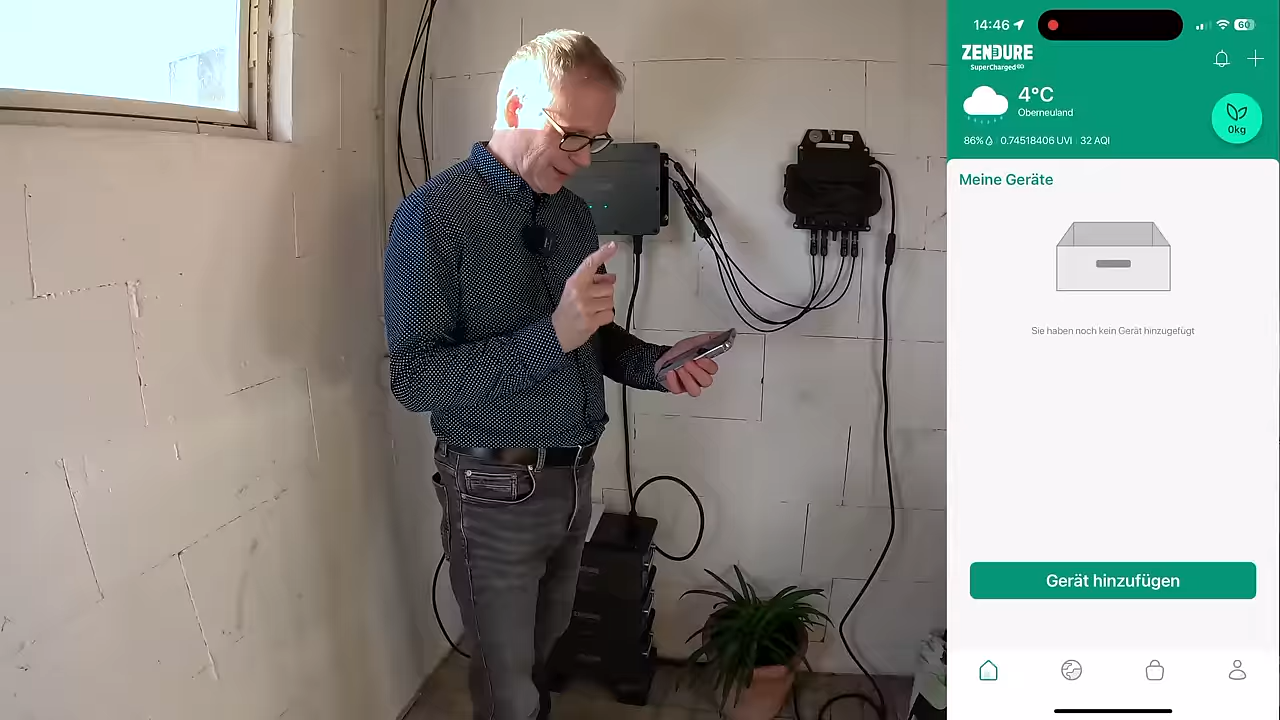 14:46
60
ZENDURE
SuperCharged
4°C
Oberneuland
0kg
86% 0.74518406 UVI 32 AQI
Meine Geräte
Sie haben noch kein Gerät hinzugefügt
Gerät hinzufügen